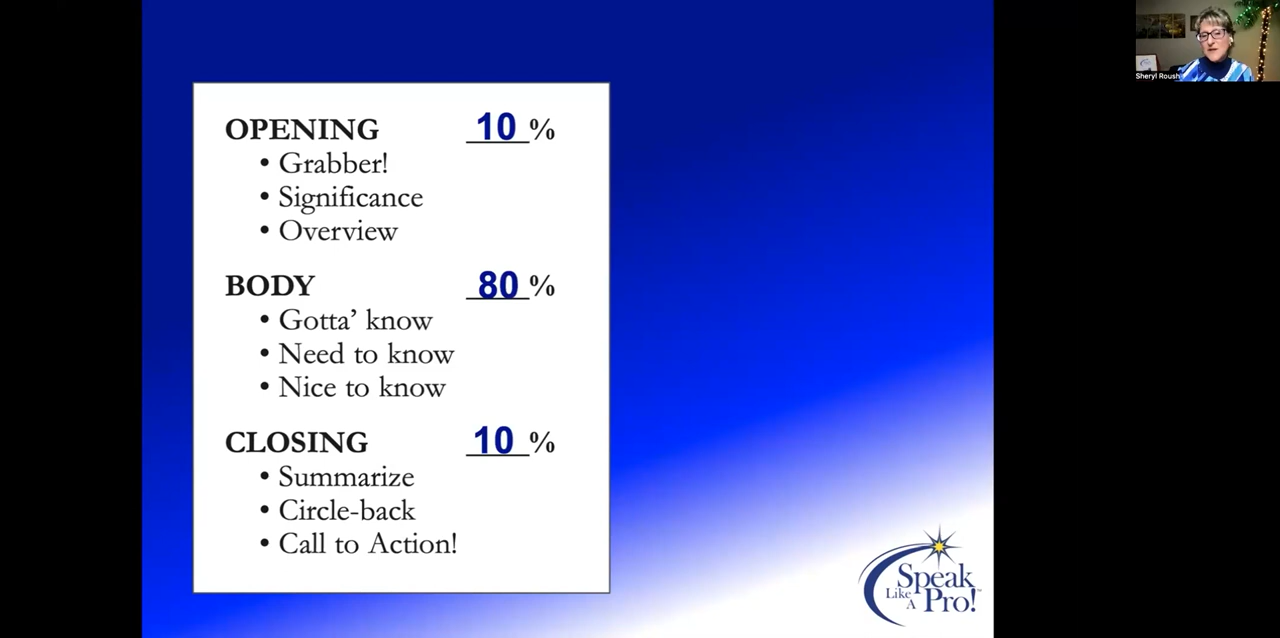 OPENING 10 %
• Grabber!
• Significance
• Overview
BODY 80 %
• Gotta’ know
• Need to know
• Nice to know
CLOSING 10 %
• Summarize
• Circle-back
• Call to Action!
Sheryl Roush
Speak
Like A Pro!™